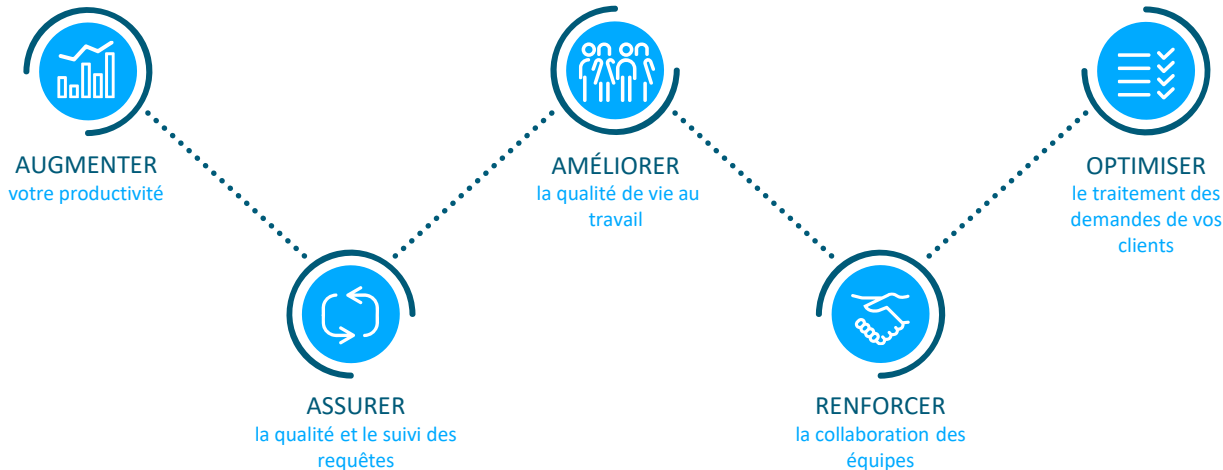 AUGMENTER
votre productivité
ASSURER
la qualité et le suivi des
requêtes
AMÉLIORER
la qualité de vie au
travail
RENFORCER
la collaboration des
équipes
OPTIMISER
le traitement des
demandes de vos
clients